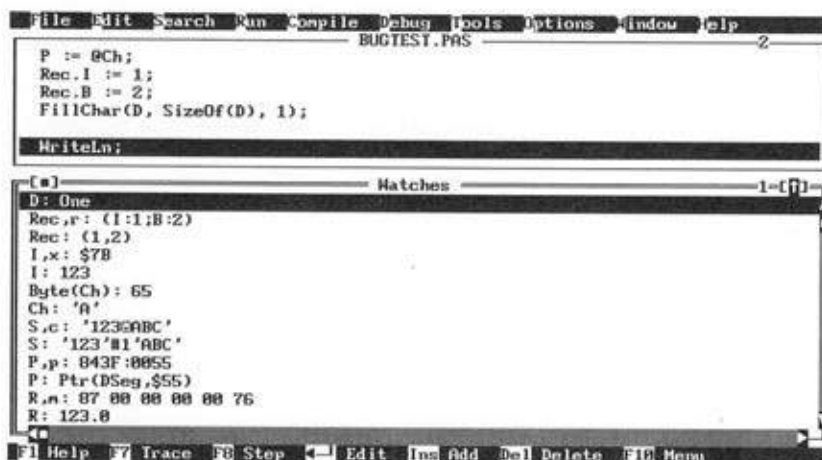 File Edit Search Run Compile Debug Tools Options Window Help
BUGTEST.PAS 2
P := @Ch;
Rec.I := 1;
Rec.B := 2;
FillChar(D, SizeOf(D), 1);
WriteLn;
[■] Watches 1=[↑]
D: One
Rec,r: (I:1;B:2)
Rec: (1,2)
I,x: $7B
I: 123
Byte(Ch): 65
Ch: 'A'
S,c: '123☺ABC'
S: '123'#1'ABC'
P,p: 843F:0055
P: Ptr(DSeg,$55)
R,m: 87 00 00 00 00 76
R: 123.0
F1 Help F7 Trace F8 Step ◄┘ Edit Ins Add Del Delete F10 Menu